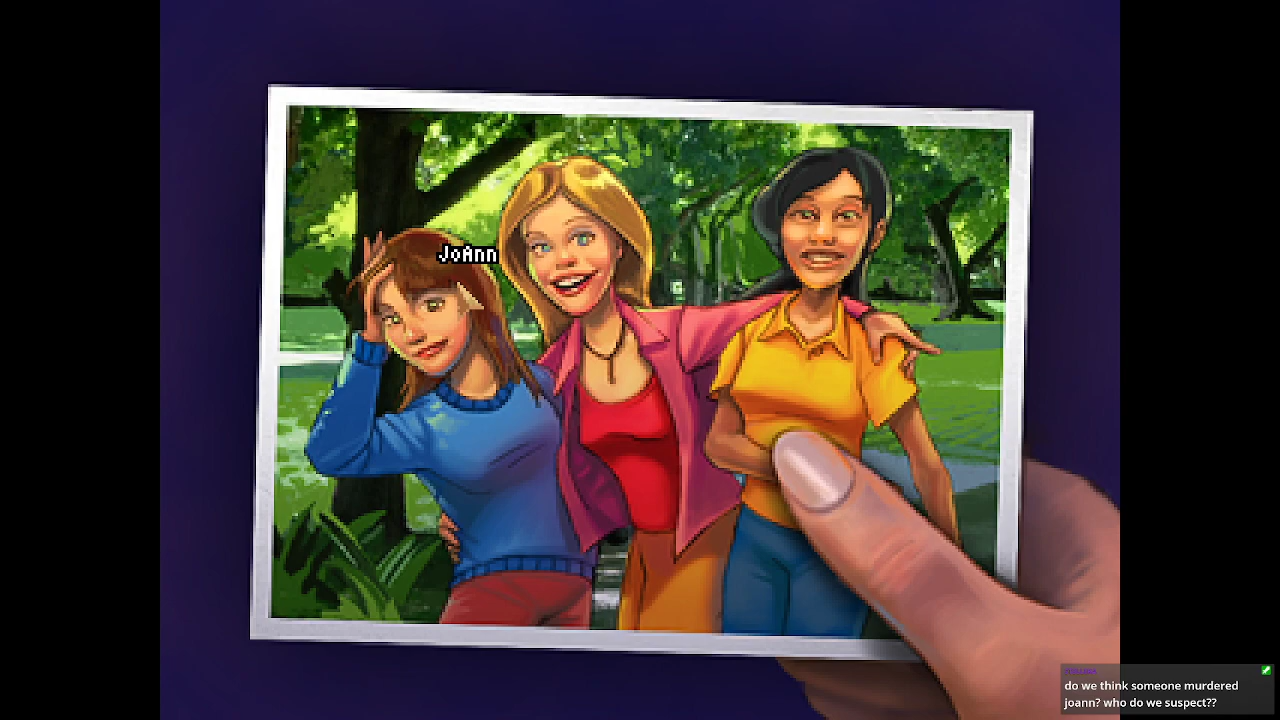 JoAnn
do we think someone murdered
joann? who do we suspect??